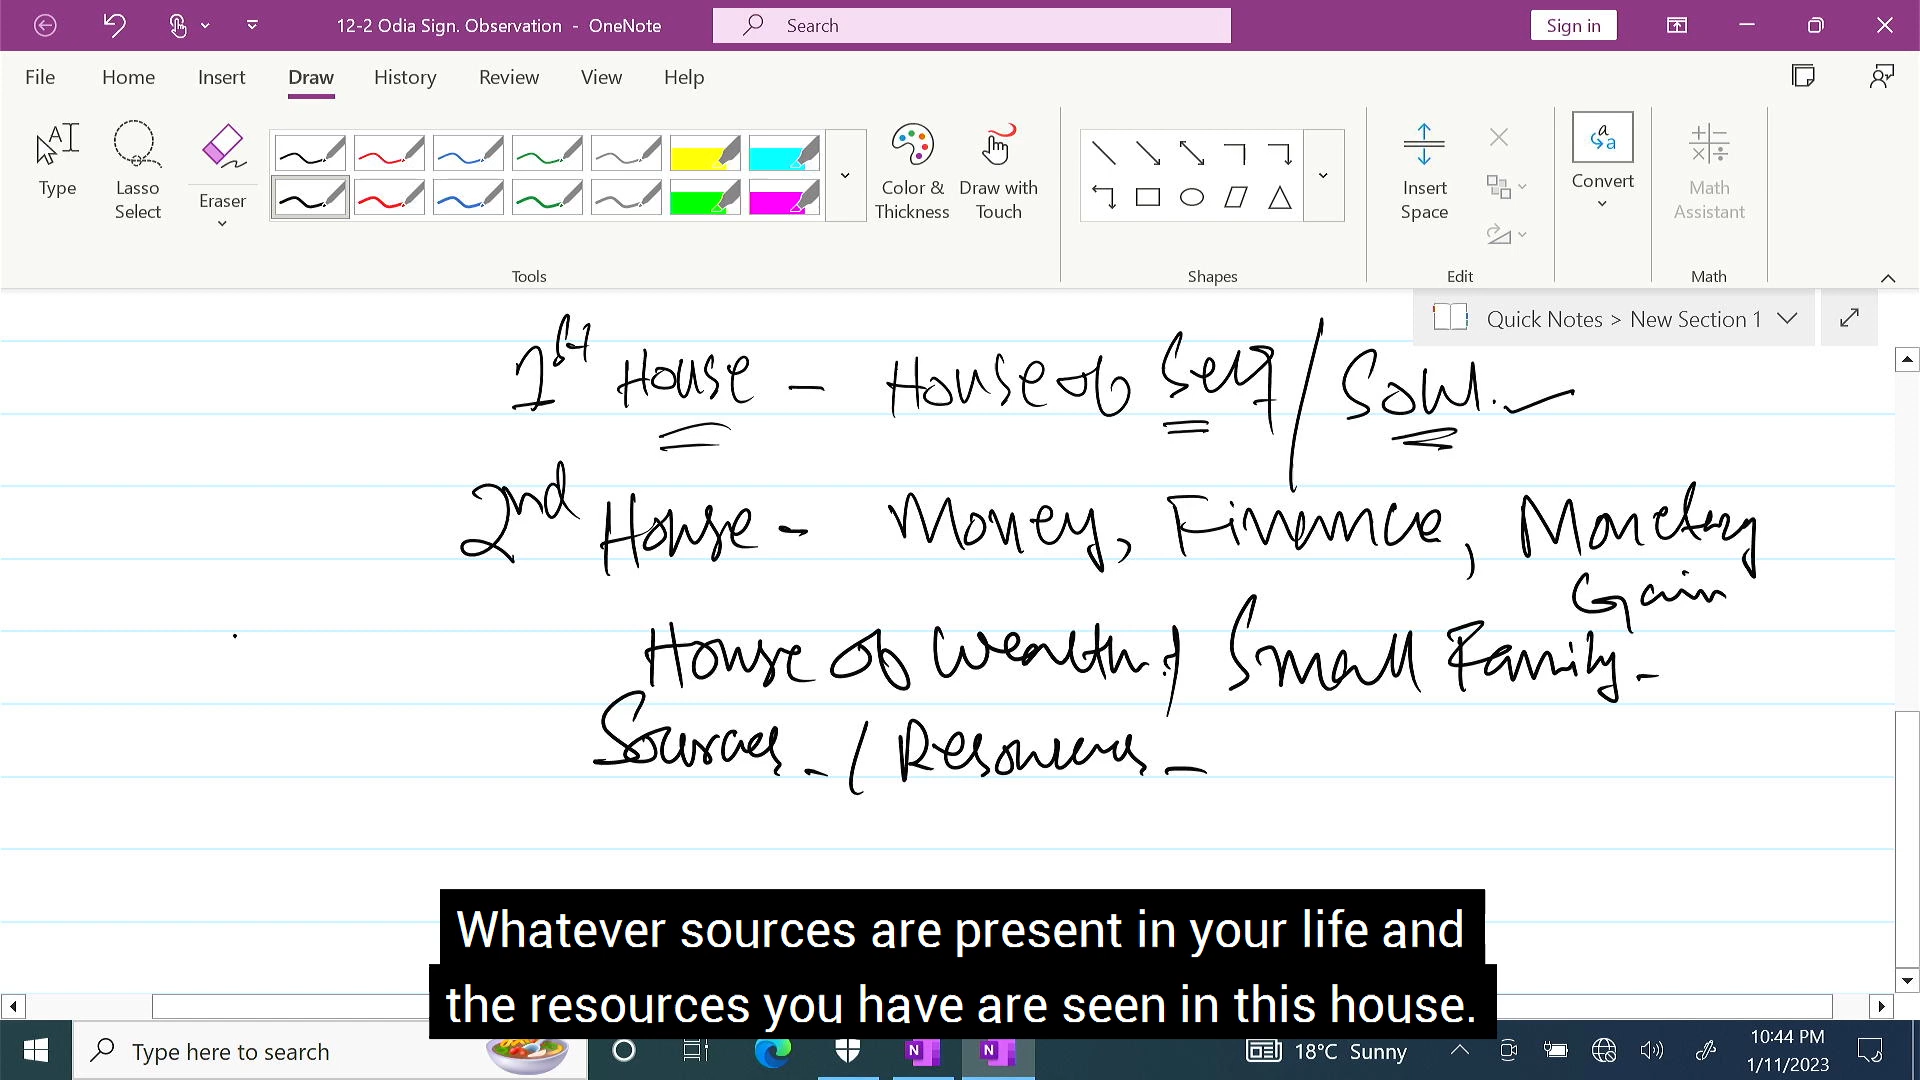 12-2 Odia Sign. Observation - OneNote
Search
Sign in
File Home Insert Draw History Review View Help
Type
Lasso Select
Eraser
Color & Thickness
Draw with Touch
Insert Space
Convert
Math Assistant
Tools Shapes Edit Math
Quick Notes > New Section 1
1st House - House of Self / Soul.
2nd House - Money, Finance, Monetary
Gain
House of Wealth / Small Family -
Sources - / Resources -
Whatever sources are present in your life and
the resources you have are seen in this house.
Type here to search
18°C Sunny
10:44 PM
1/11/2023